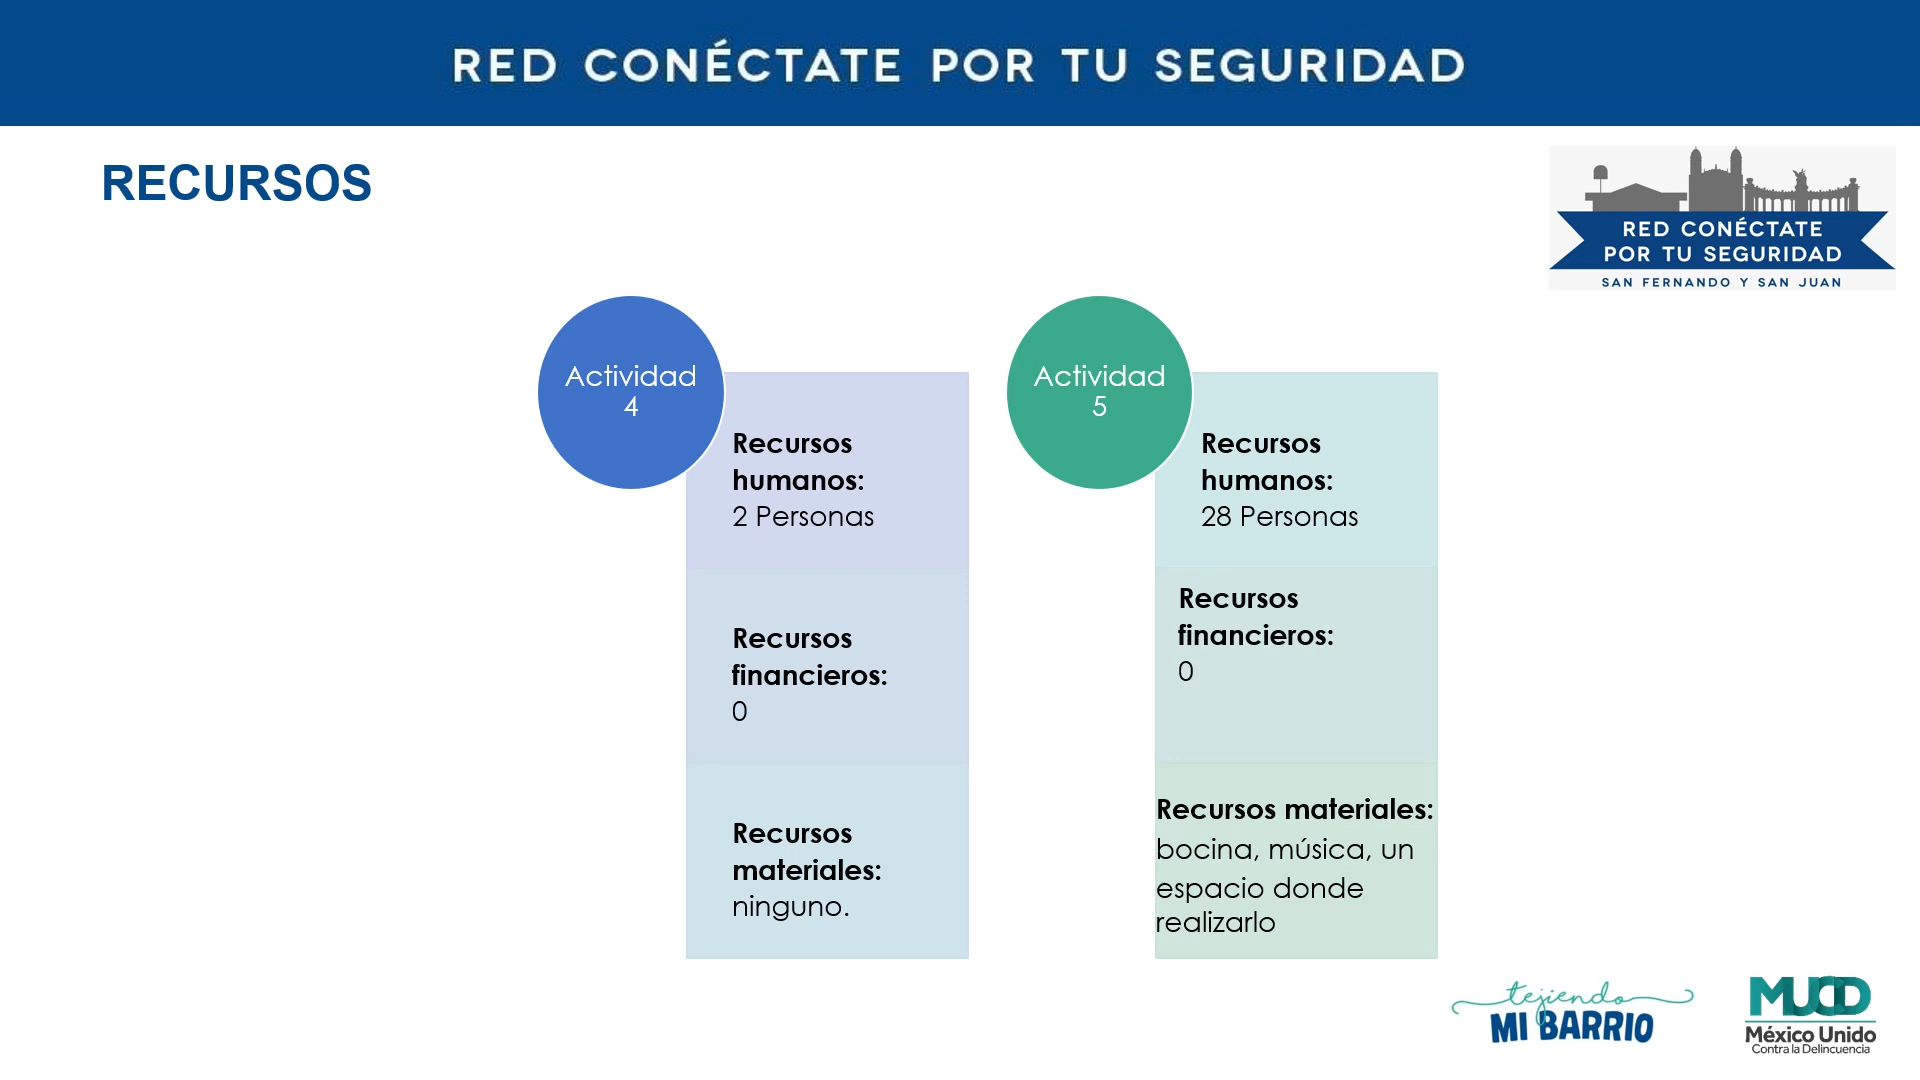 RED CONÉCTATE POR TU SEGURIDAD
RECURSOS
RED CONÉCTATE
POR TU SEGURIDAD
SAN FERNANDO Y SAN JUAN
Actividad
4
Recursos
humanos:
2 Personas
Recursos
financieros:
0
Recursos
materiales:
ninguno.
Actividad
5
Recursos
humanos:
28 Personas
Recursos
financieros:
0
Recursos materiales:
bocina, música, un
espacio donde
realizarlo
tejiendo
MI BARRIO
MUCD
México Unido
Contra la Delincuencia